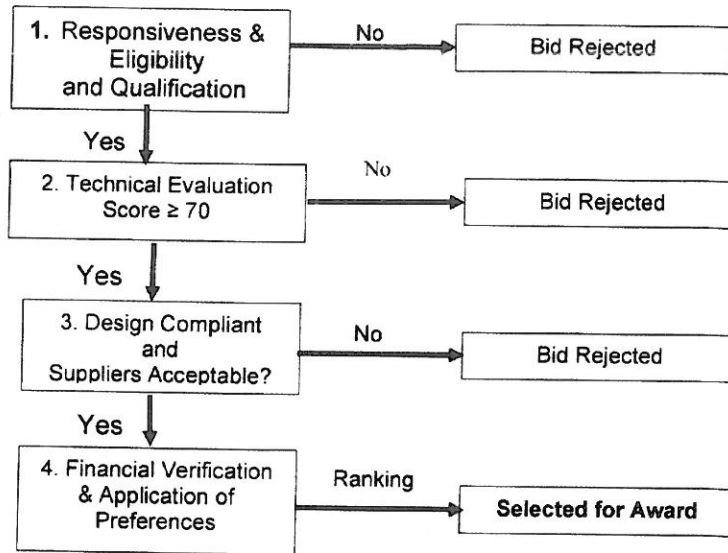 1. Responsiveness &
Eligibility
and Qualification
No
Bid Rejected
Yes
2. Technical Evaluation
Score ≥ 70
No
Bid Rejected
Yes
3. Design Compliant
and
Suppliers Acceptable?
No
Bid Rejected
Yes
4. Financial Verification
& Application of
Preferences
Ranking
Selected for Award